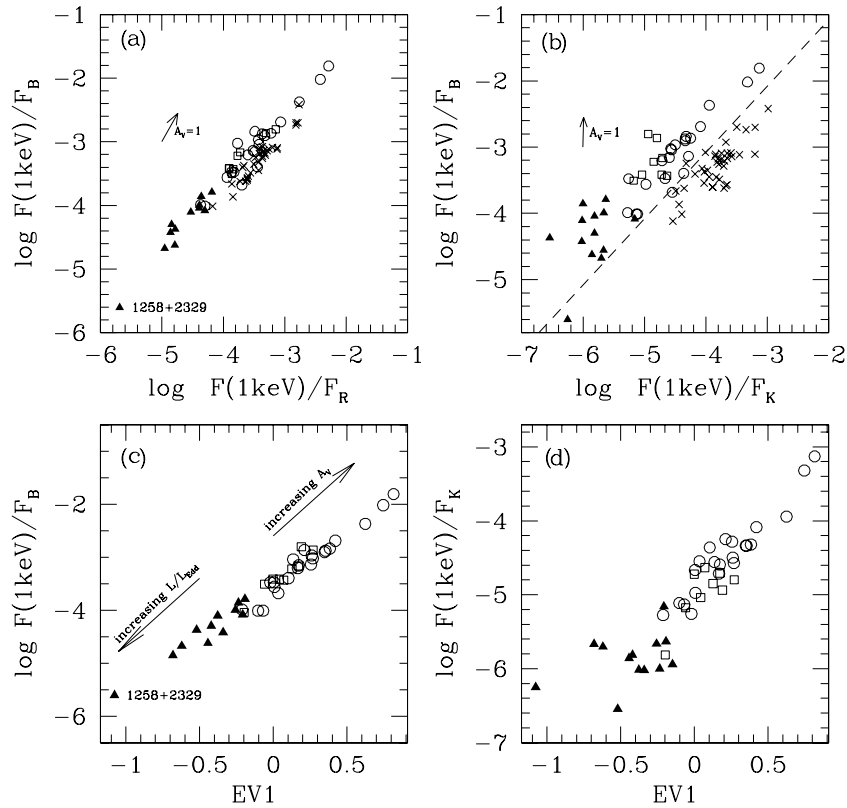 (a)
A_V=1
1258+2329
-1
-2
-3
-4
-5
-6
-6 -5 -4 -3 -2 -1
log F(1keV)/F_B
log F(1keV)/F_R
(b)
A_V=1
-1
-2
-3
-4
-5
-7 -6 -5 -4 -3 -2
log F(1keV)/F_B
log F(1keV)/F_K
(c)
increasing A_V
increasing L/L_Edd
1258+2329
-2
-4
-6
-1 -0.5 0 0.5
log F(1keV)/F_B
EV1
(d)
-3
-4
-5
-6
-7
-1 -0.5 0 0.5
log F(1keV)/F_K
EV1